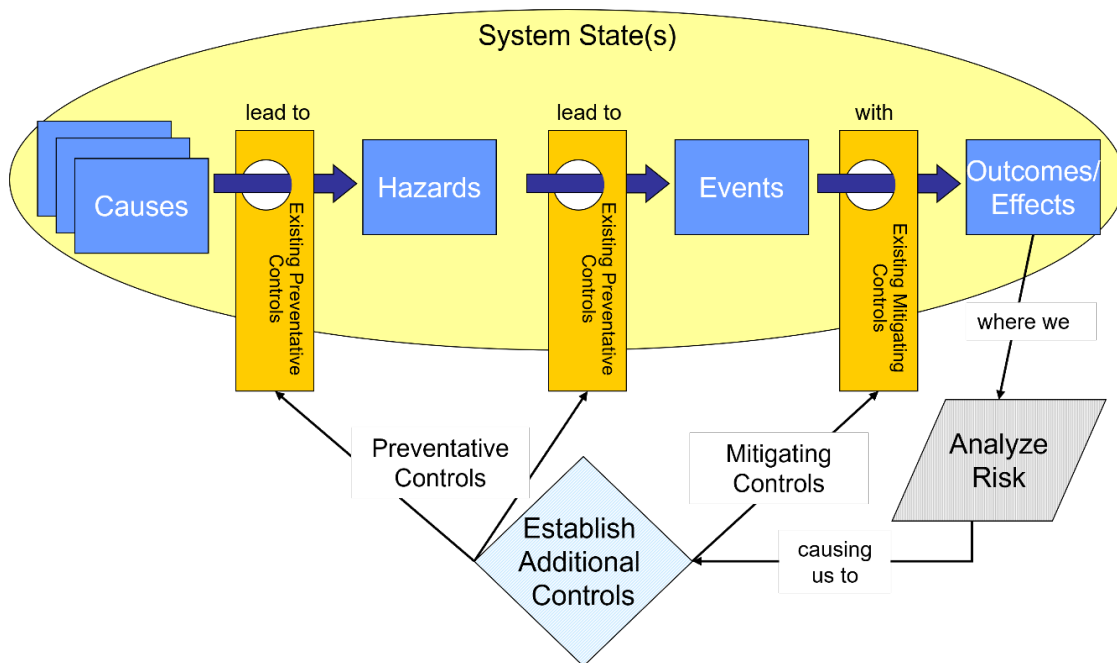 System State(s)
lead to
lead to
with
Causes
Existing Preventative
Controls
Hazards
Existing Preventative
Controls
Events
Existing Mitigating
Controls
Outcomes/
Effects
where we
Analyze
Risk
causing
us to
Establish
Additional
Controls
Preventative
Controls
Mitigating
Controls